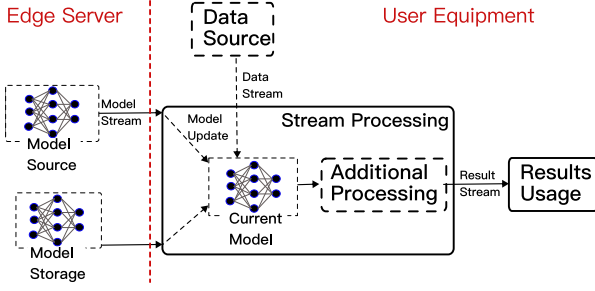 Edge Server
Data
Source
User Equipment
Model
Stream
Data
Stream
Model
Update
Stream Processing
Model
Source
Additional
Processing
Result
Stream
Results
Usage
Current
Model
Model
Storage